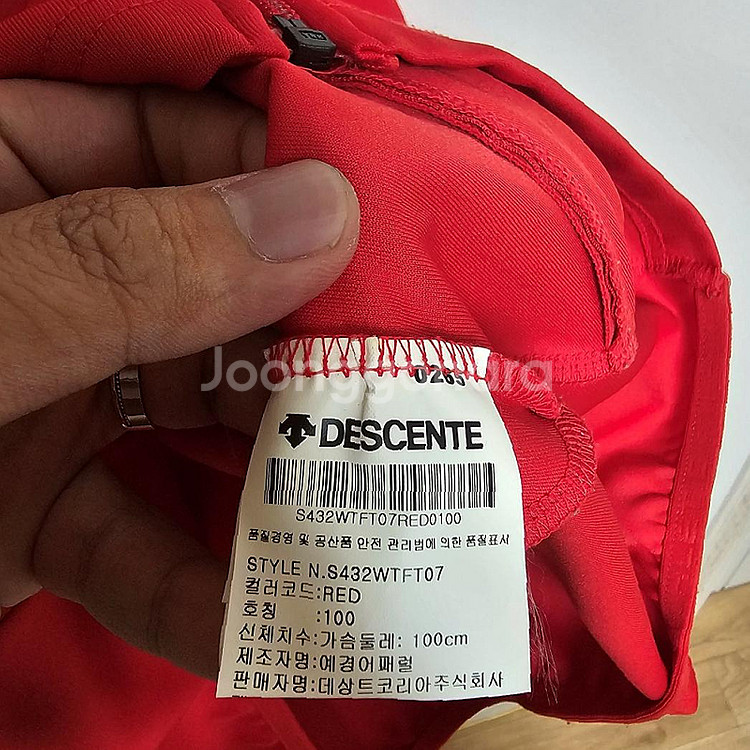 YKK
0265
Joonggonara
DESCENTE
S432WTFT07RED0100
품질경영 및 공산품 안전 관리법에 의한 품질표시
STYLE N.S432WTFT07
컬러코드:RED
호칭 :100
신체치수:가슴둘레: 100cm
제조자명:예경어패럴
판매자명:데상트코리아주식회사